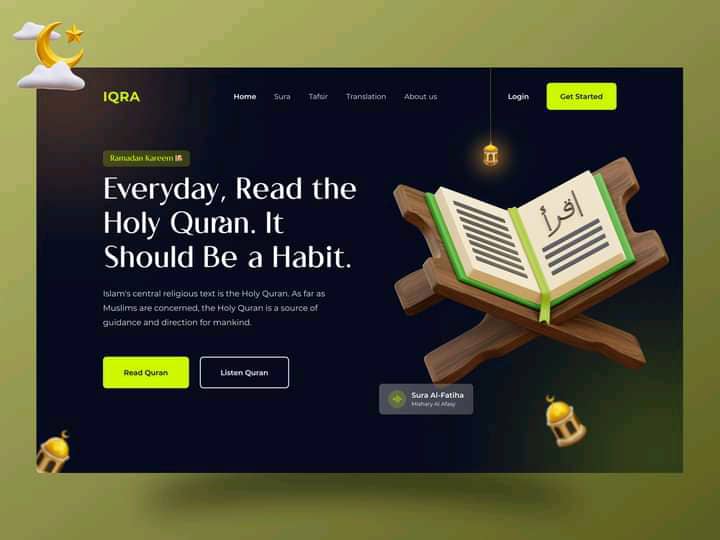 IQRA
Home
Sura
Tafsir
Translation
About us
Login
Get Started
Ramadan Kareem
Everyday, Read the
Holy Quran. It
Should Be a Habit.
Islam's central religious text is the Holy Quran. As far as
Muslims are concerned, the Holy Quran is a source of
guidance and direction for mankind.
Read Quran
Listen Quran
اقرأ
Sura Al-Fatiha
Mishary Al Afasy